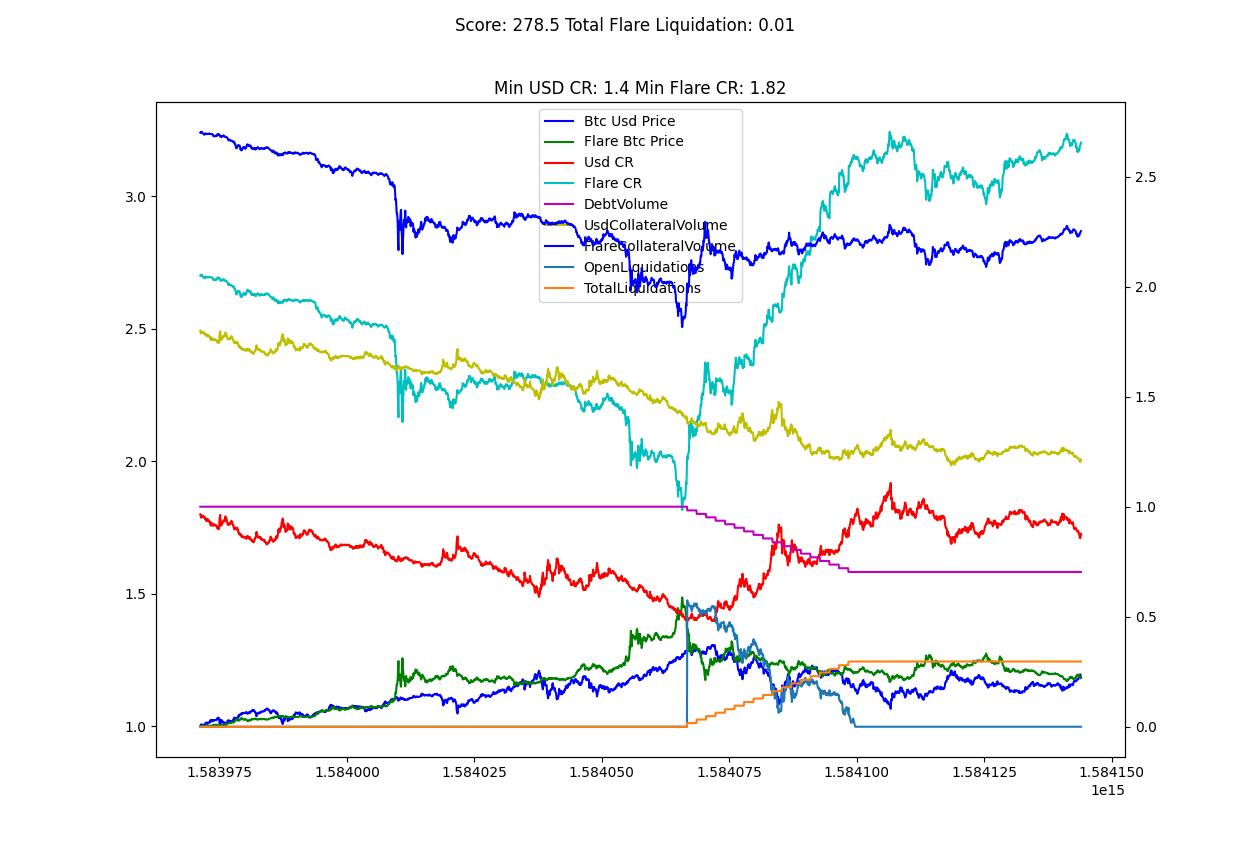 Score: 278.5 Total Flare Liquidation: 0.01
Min USD CR: 1.4 Min Flare CR: 1.82
Btc Usd Price
Flare Btc Price
Usd CR
Flare CR
DebtVolume
UsdCollateralVolume
FlareCollateralVolume
OpenLiquidations
TotalLiquidations
3.0
2.5
2.0
1.5
1.0
2.5
2.0
1.5
1.0
0.5
0.0
1.583975
1.584000
1.584025
1.584050
1.584075
1.584100
1.584125
1.584150
1e15